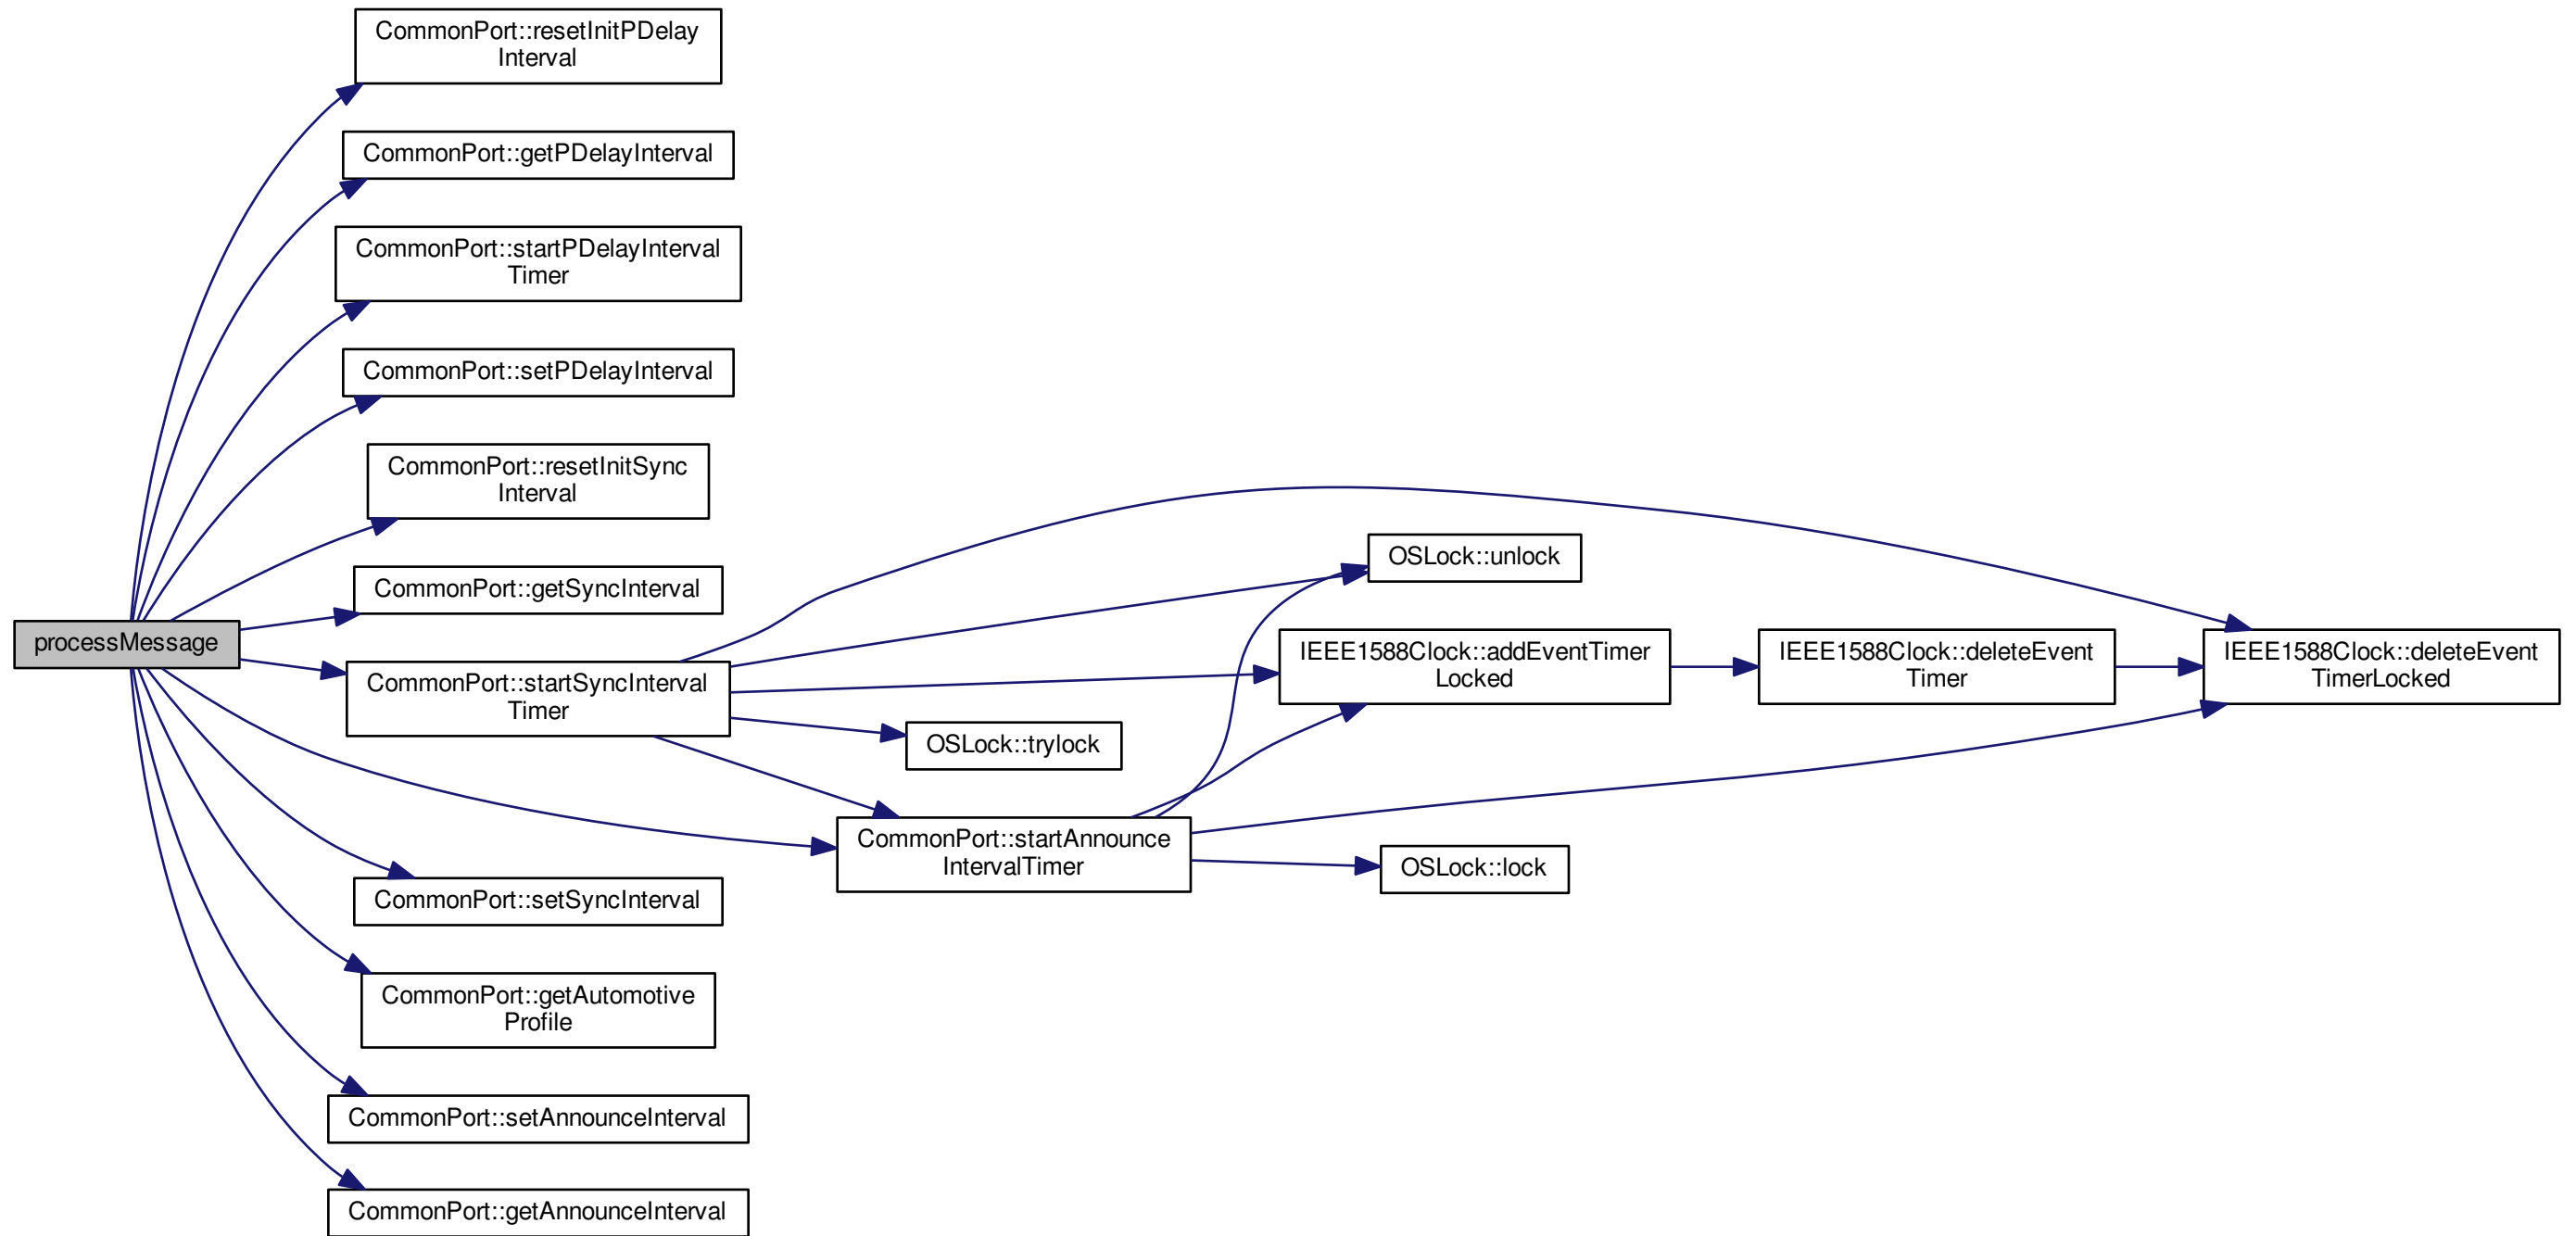 CommonPort::resetInitPDelay
Interval
CommonPort::getPDelayInterval
CommonPort::startPDelayInterval
Timer
CommonPort::setPDelayInterval
CommonPort::resetInitSync
Interval
CommonPort::getSyncInterval
processMessage
CommonPort::startSyncInterval
Timer
CommonPort::setSyncInterval
CommonPort::getAutomotive
Profile
CommonPort::setAnnounceInterval
CommonPort::getAnnounceInterval
OSLock::trylock
CommonPort::startAnnounce
IntervalTimer
OSLock::unlock
IEEE1588Clock::addEventTimer
Locked
OSLock::lock
IEEE1588Clock::deleteEvent
Timer
IEEE1588Clock::deleteEvent
TimerLocked